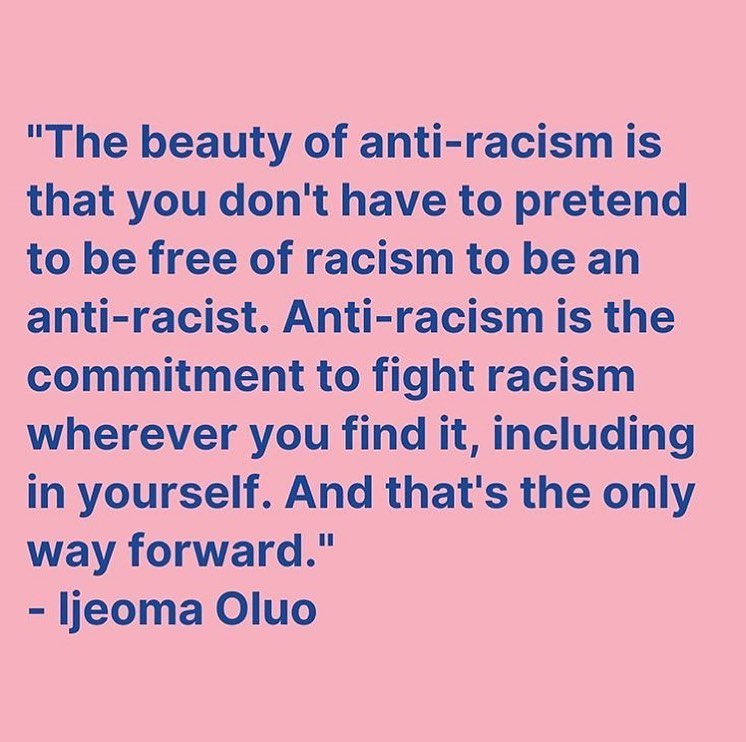 "The beauty of anti-racism is
that you don't have to pretend
to be free of racism to be an
anti-racist. Anti-racism is the
commitment to fight racism
wherever you find it, including
in yourself. And that's the only
way forward."
- Ijeoma Oluo